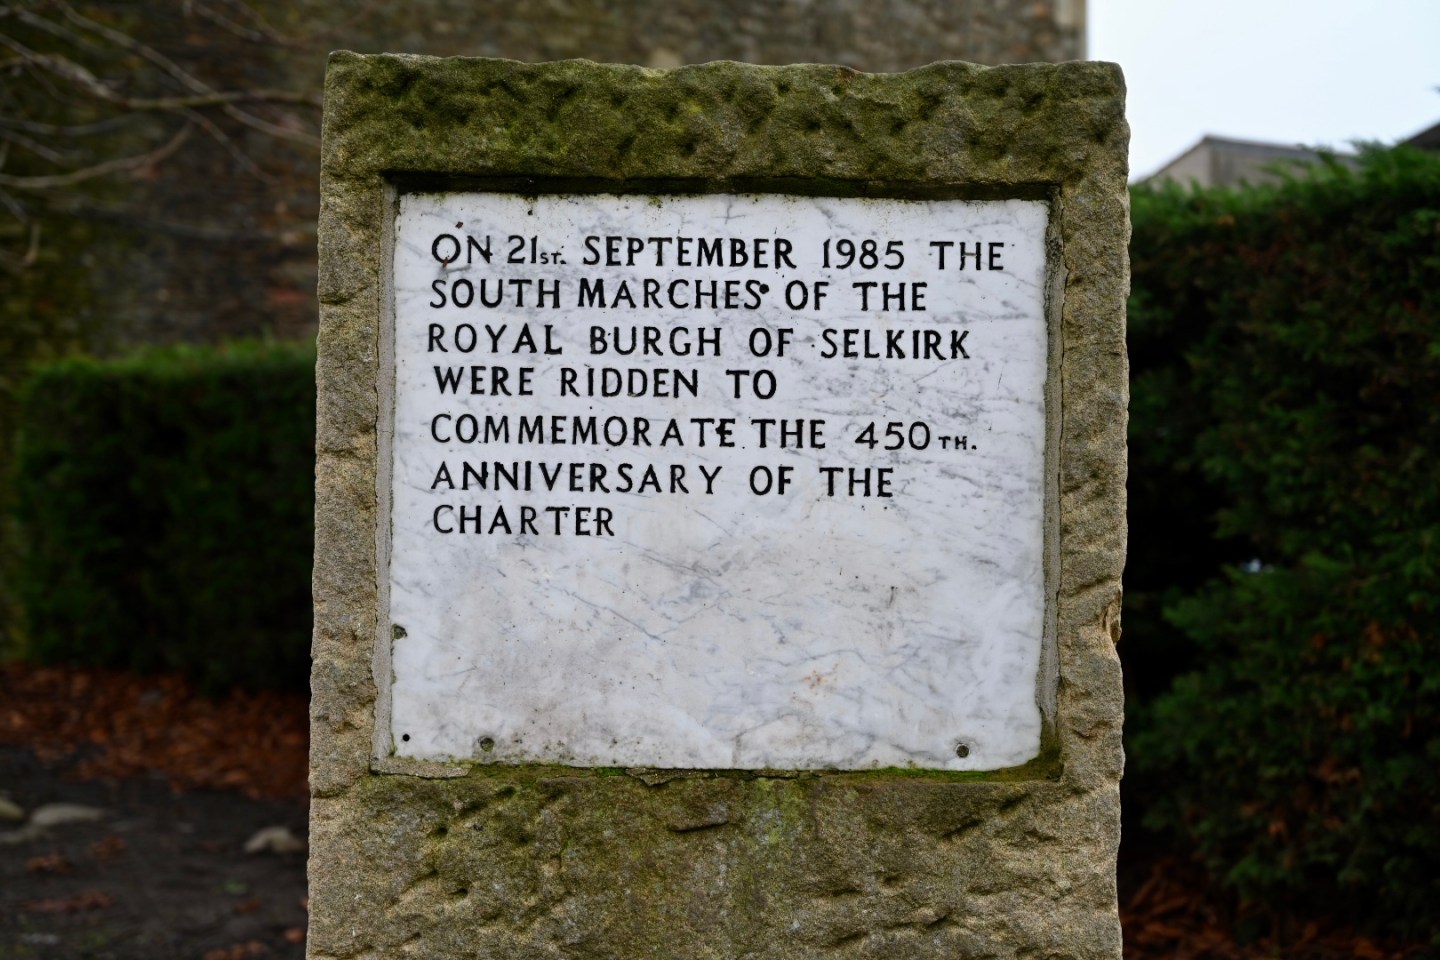 ON 21ST. SEPTEMBER 1985 THE
SOUTH MARCHES OF THE
ROYAL BURGH OF SELKIRK
WERE RIDDEN TO
COMMEMORATE THE 450TH.
ANNIVERSARY OF THE
CHARTER